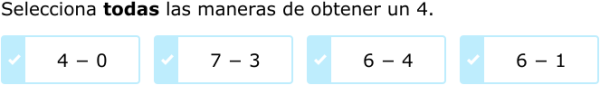 Selecciona todas las maneras de obtener un 4.
4 − 0 7 − 3 6 − 4 6 − 1